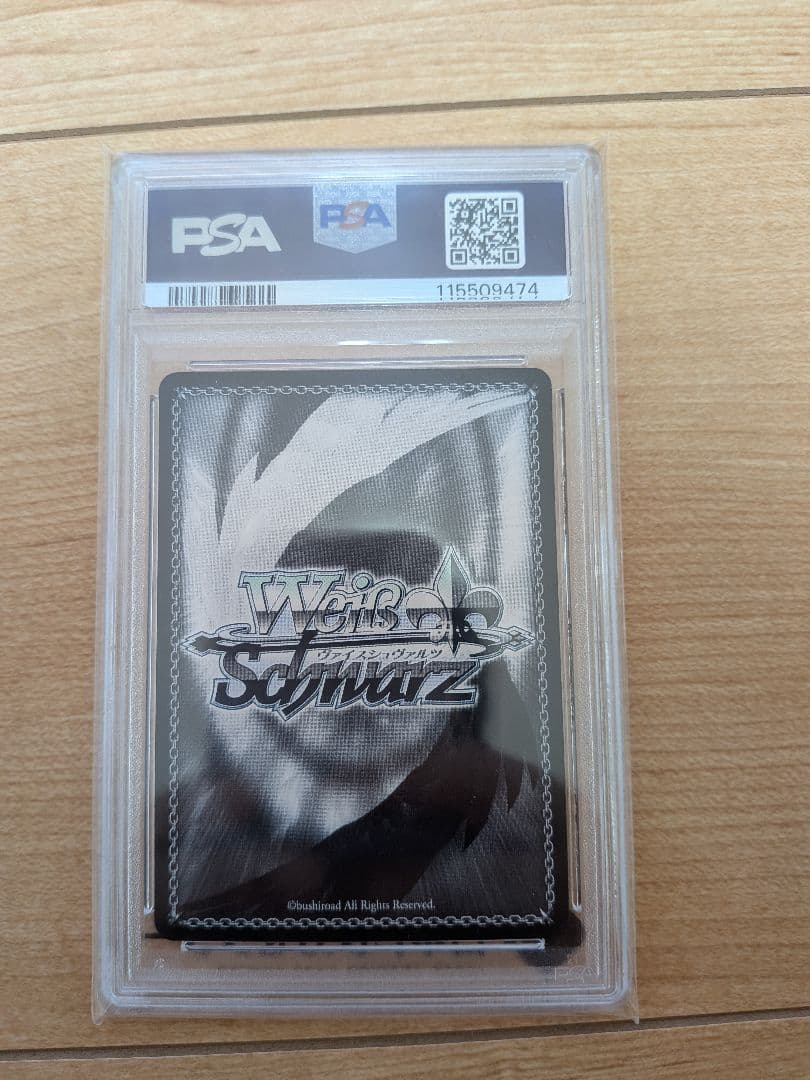 PSA
PSA
115509474
Weiß
ヴァイスシュヴァルツ
Schwarz
©bushiroad All Rights Reserved.
PSA